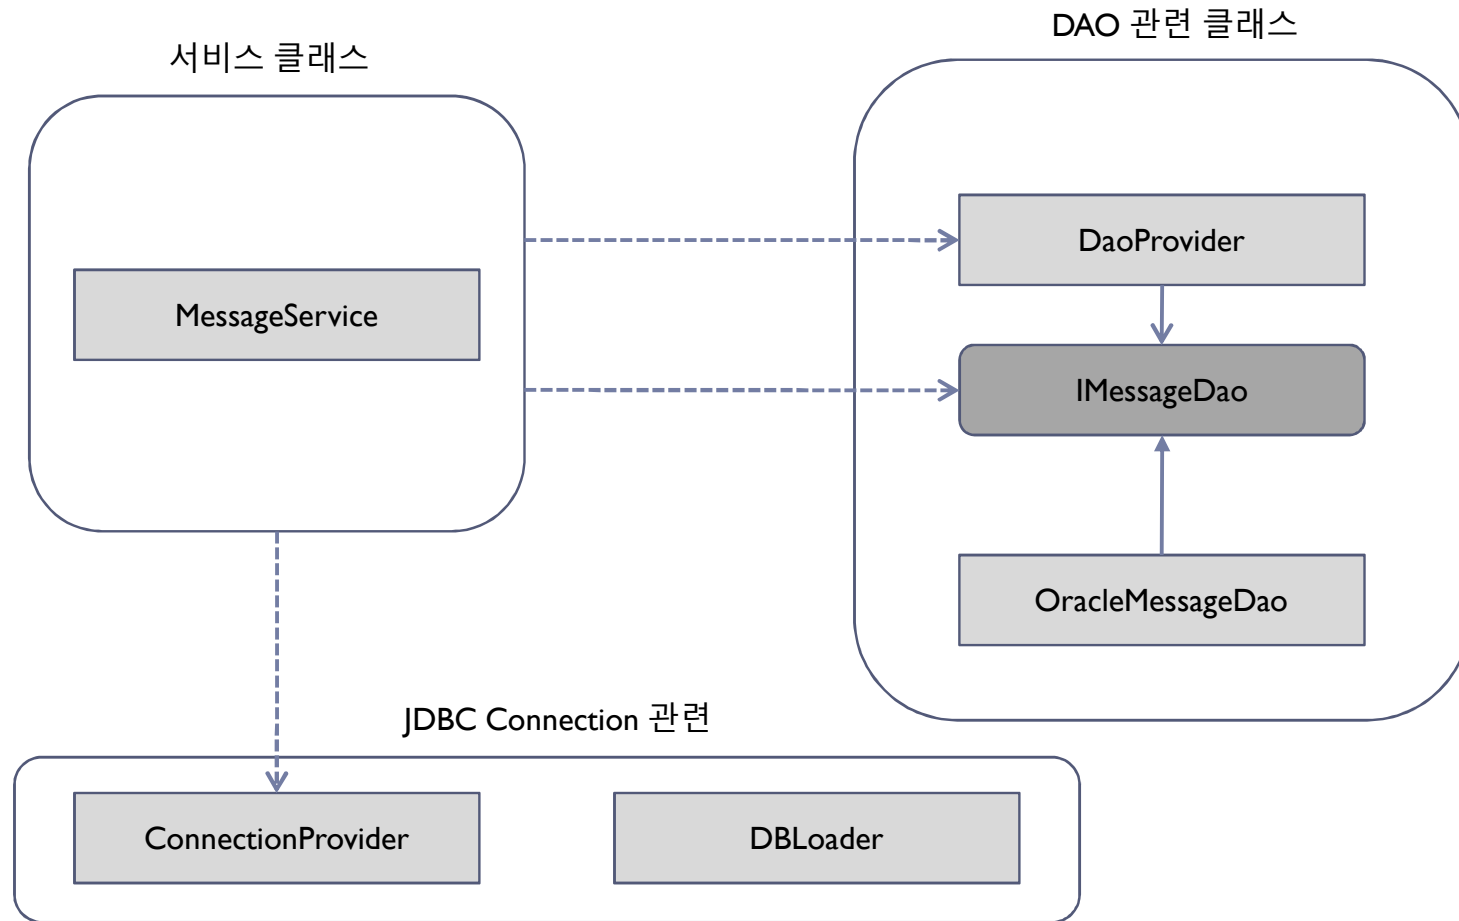 서비스 클래스
DAO 관련 클래스
MessageService
DaoProvider
IMessageDao
OracleMessageDao
JDBC Connection 관련
ConnectionProvider
DBLoader